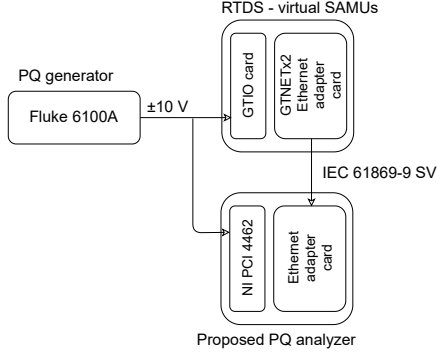 RTDS - virtual SAMUs
PQ generator
Fluke 6100A
±10 V
GTIO card
GTNETx2
Ethernet
adapter
card
IEC 61869-9 SV
NI PCI 4462
Ethernet
adapter
card
Proposed PQ analyzer